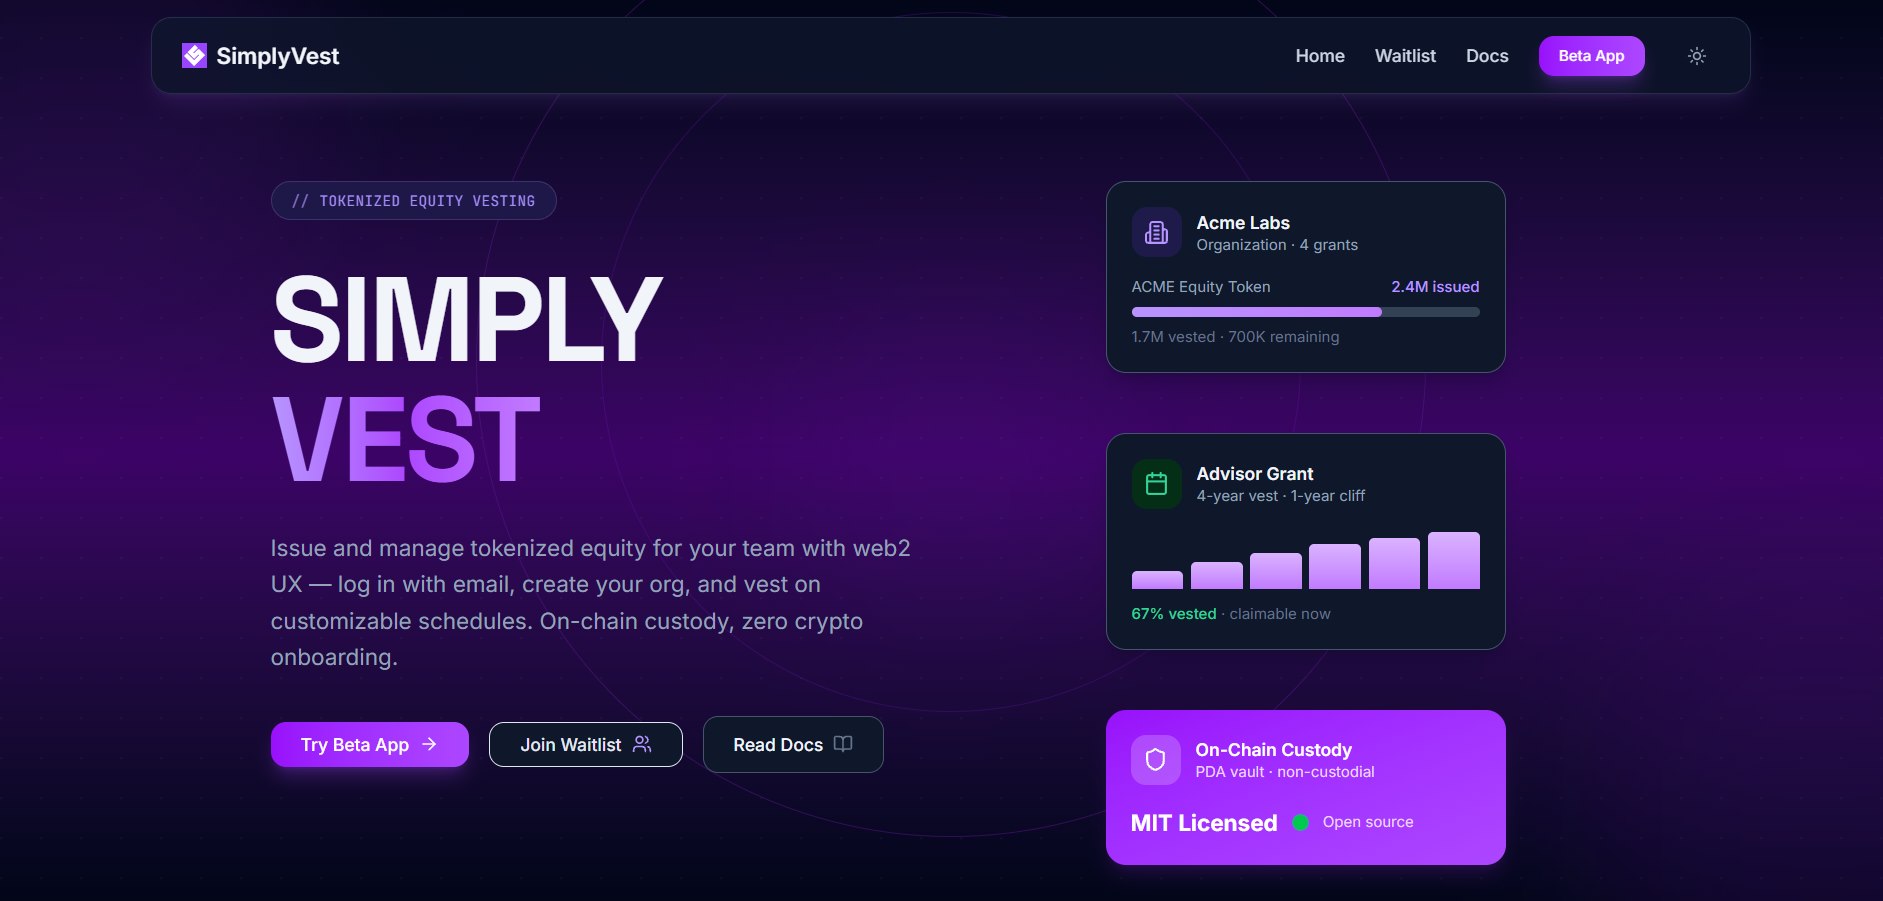 SimplyVest
Home
Waitlist
Docs
Beta App
// TOKENIZED EQUITY VESTING
SIMPLY
VEST
Issue and manage tokenized equity for your team with web2
UX — log in with email, create your org, and vest on
customizable schedules. On-chain custody, zero crypto
onboarding.
Try Beta App
Join Waitlist
Read Docs
Acme Labs
Organization · 4 grants
ACME Equity Token
2.4M issued
1.7M vested · 700K remaining
Advisor Grant
4-year vest · 1-year cliff
67% vested · claimable now
On-Chain Custody
PDA vault · non-custodial
MIT Licensed
Open source